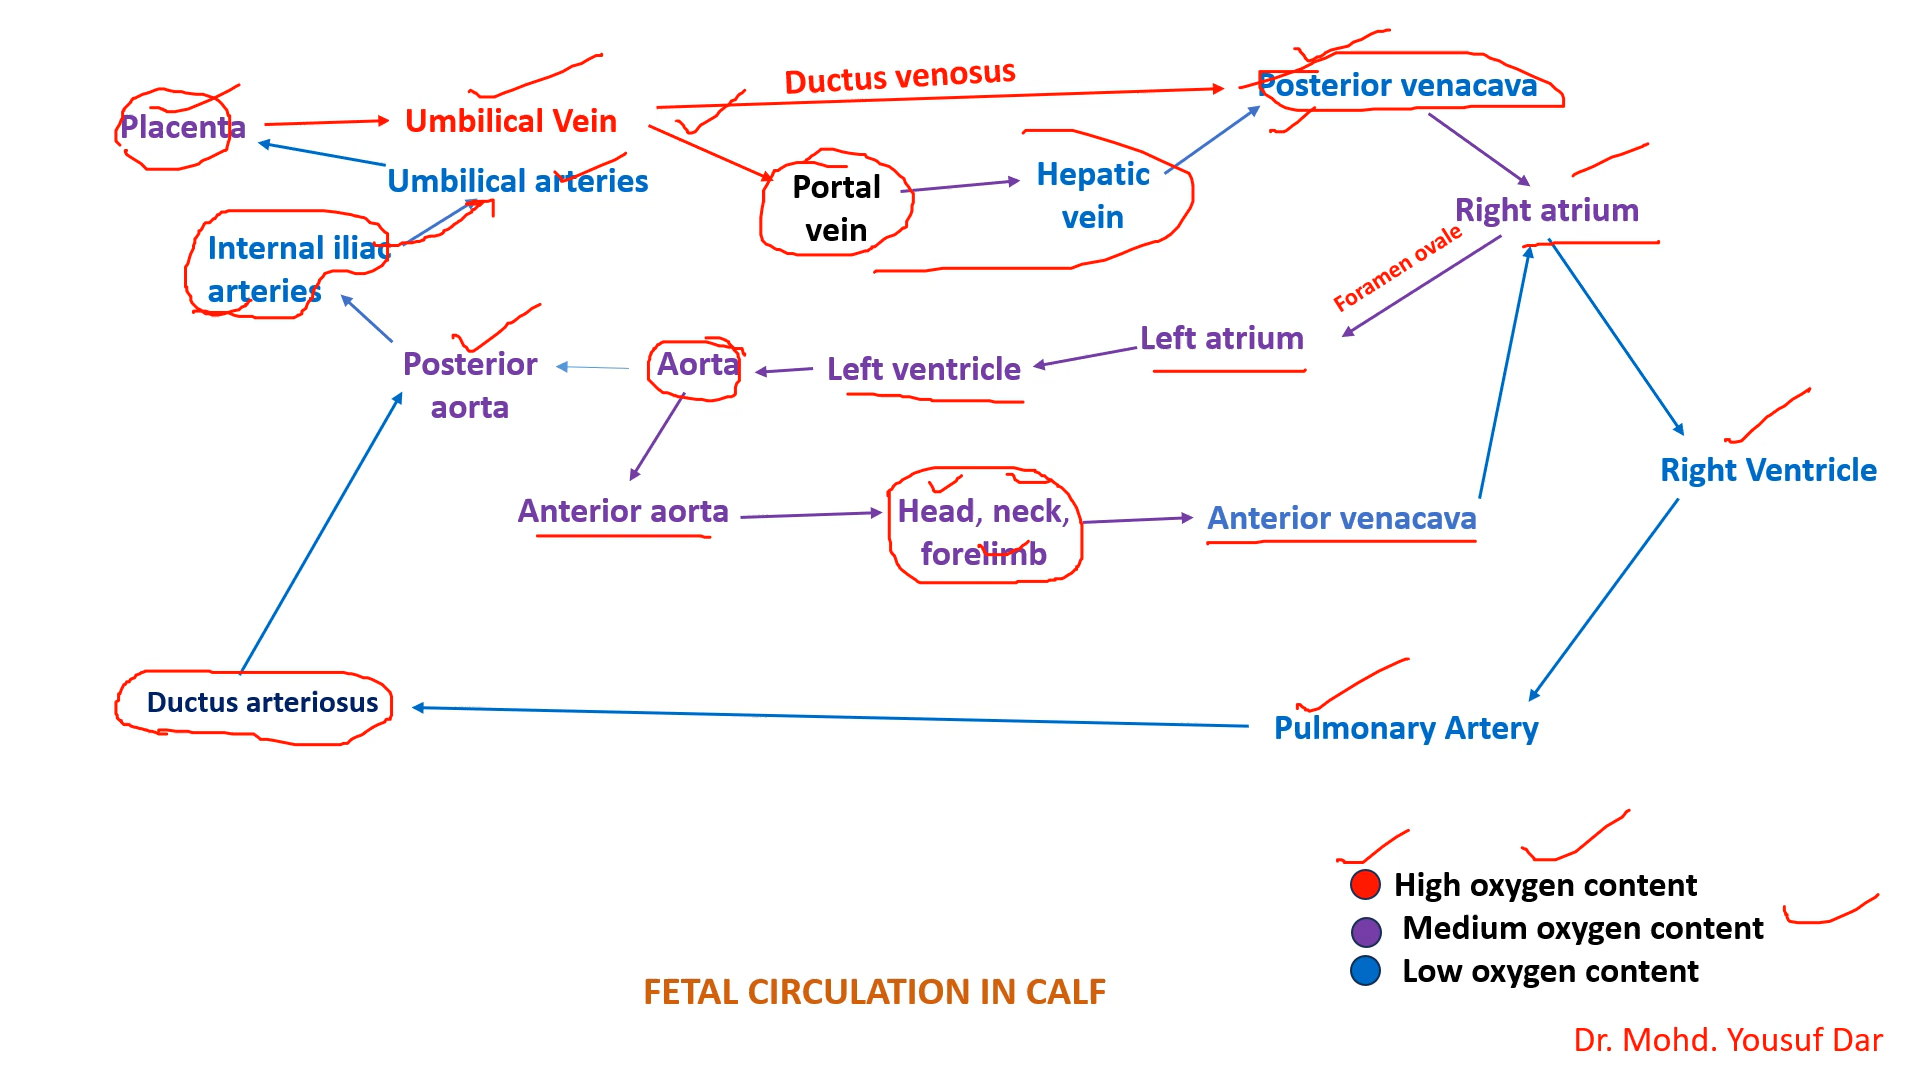 Ductus venosus
Posterior venacava
Placenta
Umbilical Vein
Umbilical arteries
Portal
vein
Hepatic
vein
Right atrium
Internal iliac
arteries
Foramen ovale
Left atrium
Left ventricle
Aorta
Posterior
aorta
Right Ventricle
Anterior aorta
Head, neck,
forelimb
Anterior venacava
Ductus arteriosus
Pulmonary Artery
High oxygen content
Medium oxygen content
Low oxygen content
FETAL CIRCULATION IN CALF
Dr. Mohd. Yousuf Dar